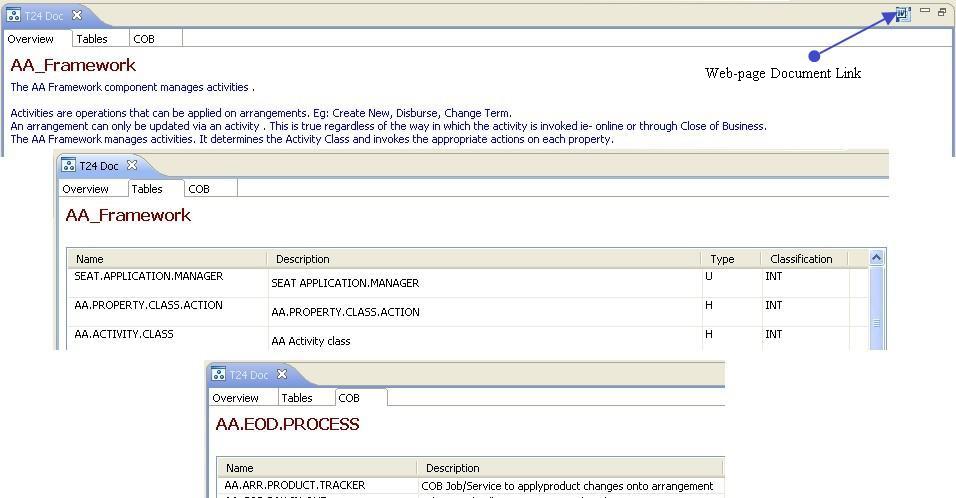 T24 Doc
Overview Tables COB
AA_Framework
The AA Framework component manages activities .
Web-page Document Link
Activities are operations that can be applied on arrangements. Eg: Create New, Disburse, Change Term.
An arrangement can only be updated via an activity . This is true regardless of the way in which the activity is invoked ie- online or through Close of Business.
The AA Framework manages activities. It determines the Activity Class and invokes the appropriate actions on each property.
T24 Doc
Overview Tables COB
AA_Framework
Name Description Type Classification
SEAT.APPLICATION.MANAGER SEAT APPLICATION.MANAGER U INT
AA.PROPERTY.CLASS.ACTION AA.PROPERTY.CLASS.ACTION H INT
AA.ACTIVITY.CLASS AA Activity class H INT
T24 Doc
Overview Tables COB
AA.EOD.PROCESS
Name Description
AA.ARR.PRODUCT.TRACKER COB Job/Service to applyproduct changes onto arrangement